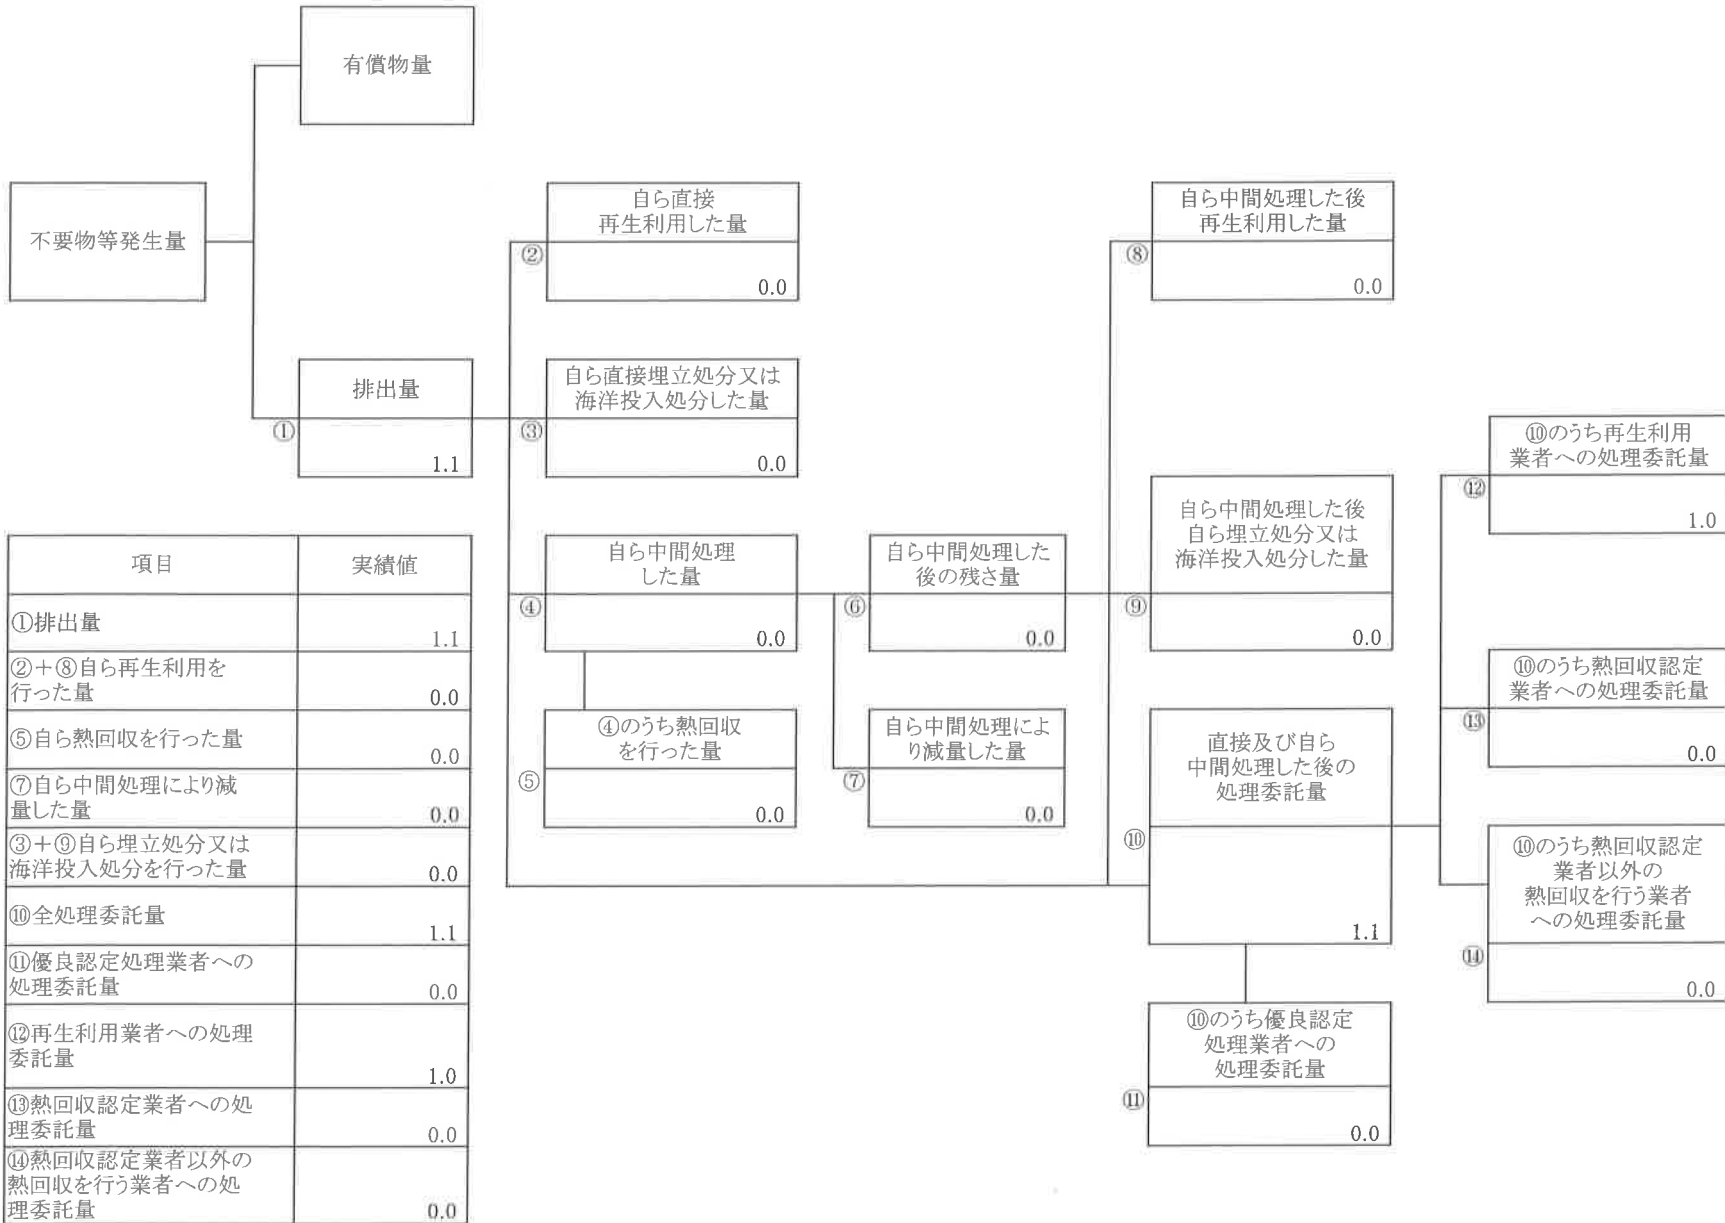 有償物量
不要物等発生量
自ら直接
再生利用した量
②
0.0
自ら中間処理した後
再生利用した量
⑧
0.0
排出量
①
1.1
自ら直接埋立処分又は
海洋投入処分した量
③
0.0
⑩のうち再生利用
業者への処理委託量
⑫
1.0
自ら中間処理した後
自ら埋立処分又は
海洋投入処分した量
⑨
0.0
自ら中間処理
した量
④
0.0
自ら中間処理した
後の残さ量
⑥
0.0
⑩のうち熱回収認定
業者への処理委託量
⑬
0.0
④のうち熱回収
を行った量
⑤
0.0
自ら中間処理によ
り減量した量
⑦
0.0
直接及び自ら
中間処理した後の
処理委託量
⑩
1.1
⑩のうち熱回収認定
業者以外の
熱回収を行う業者
への処理委託量
⑭
0.0
⑩のうち優良認定
処理業者への
処理委託量
⑪
0.0
項目 実績値
①排出量
1.1
②+⑧自ら再生利用を
行った量 0.0
⑤自ら熱回収を行った量
0.0
⑦自ら中間処理により減
量した量 0.0
③+⑨自ら埋立処分又は
海洋投入処分を行った量 0.0
⑩全処理委託量
1.1
⑪優良認定処理業者への
処理委託量 0.0
⑫再生利用業者への処理
委託量
1.0
⑬熱回収認定業者への処
理委託量 0.0
⑭熱回収認定業者以外の
熱回収を行う業者への処
理委託量 0.0